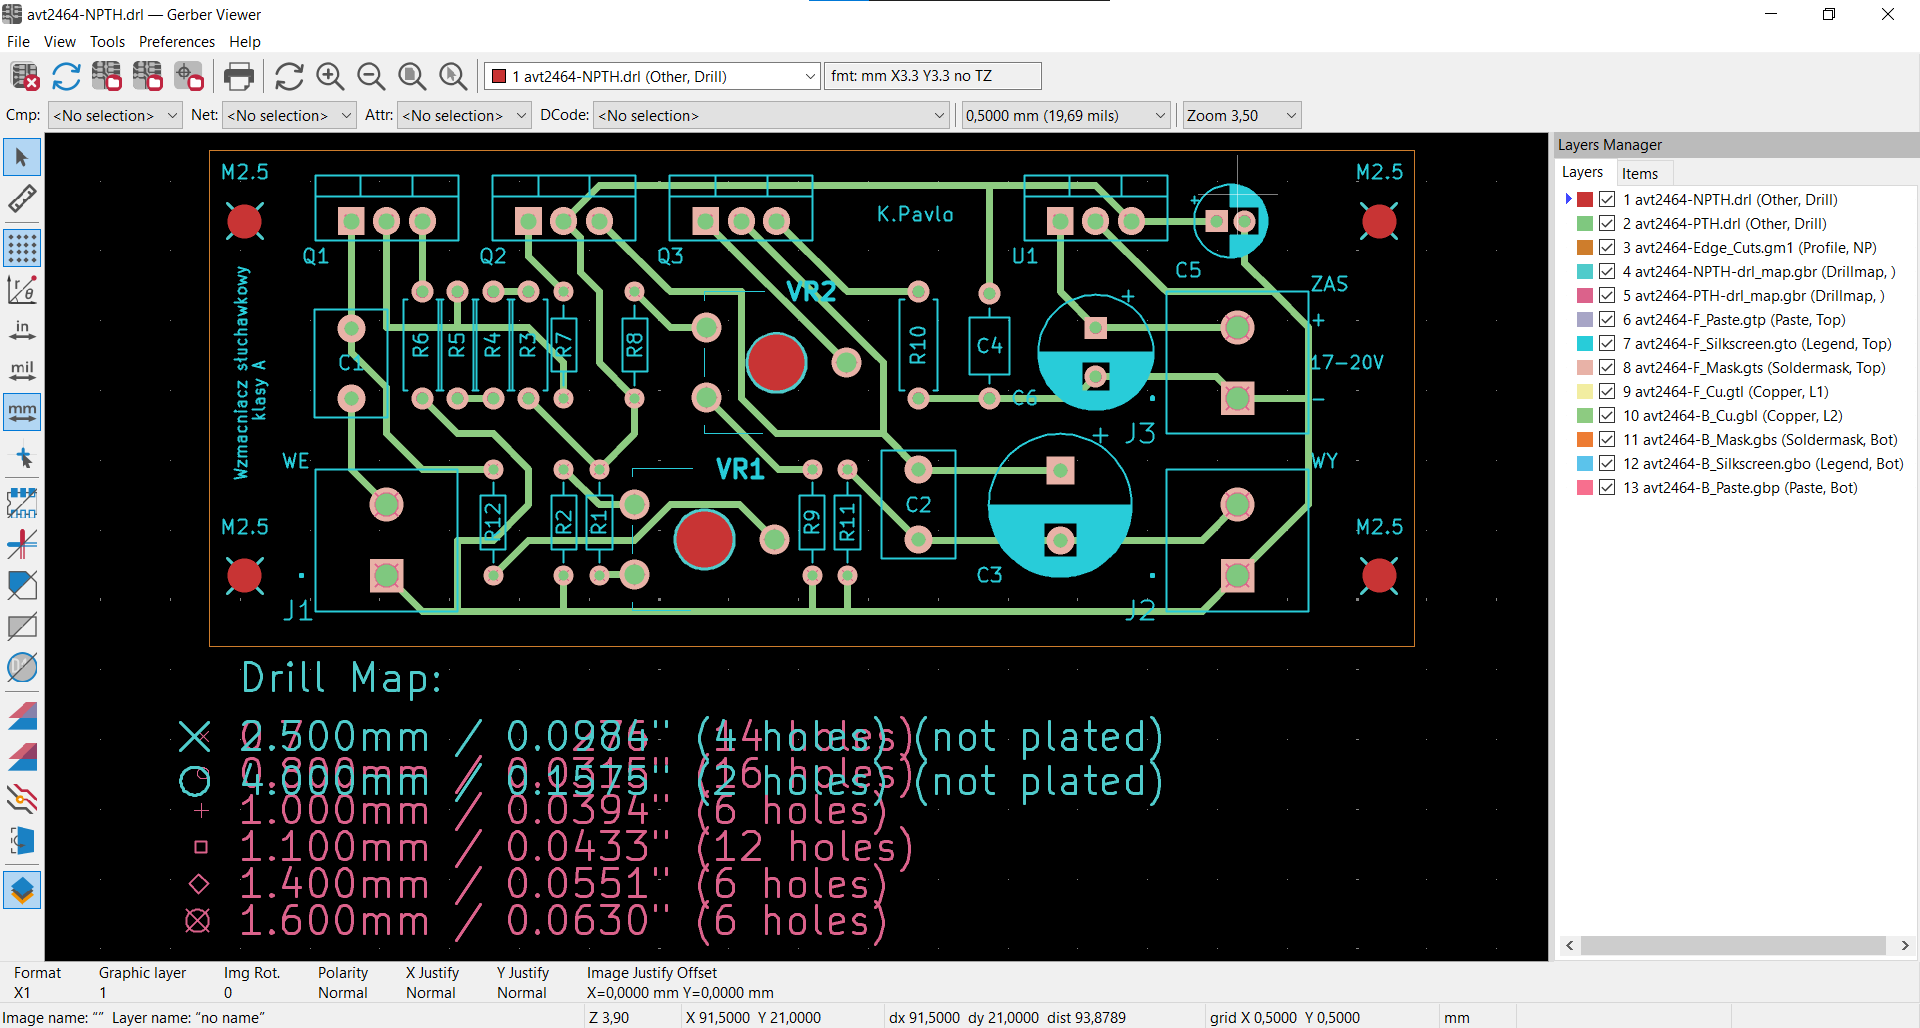 avt2464-NPTH.drl — Gerber Viewer
File View Tools Preferences Help
1 avt2464-NPTH.drl (Other, Drill)
fmt: mm X3.3 Y3.3 no TZ
Cmp: <No selection> Net: <No selection> Attr: <No selection> DCode: <No selection> 0,5000 mm (19,69 mils) Zoom 3,50
in
mil
mm
M2.5
M2.5
K.Pavlo
Q1
Q2
Q3
U1
C5
ZAS
VR2
+
+
+
17-20V
-
Wzmacniacz słuchawkowy
klasy A
C1
R6
R5
R4
R3
R7
R8
R10
C4
C6
J3
+
WE
VR1
WY
M2.5
M2.5
R12
R2
R1
R9
R11
C2
C3
J1
J2
Drill Map:
2.500mm / 0.0984" (4 holes) (not plated)
4.000mm / 0.1575" (2 holes) (not plated)
1.000mm / 0.0394" (6 holes)
1.100mm / 0.0433" (12 holes)
1.400mm / 0.0551" (6 holes)
1.600mm / 0.0630" (6 holes)
Layers Manager
Layers Items
1 avt2464-NPTH.drl (Other, Drill)
2 avt2464-PTH.drl (Other, Drill)
3 avt2464-Edge_Cuts.gm1 (Profile, NP)
4 avt2464-NPTH-drl_map.gbr (Drillmap, )
5 avt2464-PTH-drl_map.gbr (Drillmap, )
6 avt2464-F_Paste.gtp (Paste, Top)
7 avt2464-F_Silkscreen.gto (Legend, Top)
8 avt2464-F_Mask.gts (Soldermask, Top)
9 avt2464-F_Cu.gtl (Copper, L1)
10 avt2464-B_Cu.gbl (Copper, L2)
11 avt2464-B_Mask.gbs (Soldermask, Bot)
12 avt2464-B_Silkscreen.gbo (Legend, Bot)
13 avt2464-B_Paste.gbp (Paste, Bot)
Format Graphic layer Img Rot. Polarity X Justify Y Justify Image Justify Offset
X1 1 0 Normal Normal Normal X=0,0000 mm Y=0,0000 mm
Image name: “” Layer name: “no name” Z 3,90 X 91,5000 Y 21,0000 dx 91,5000 dy 21,0000 dist 93,8789 grid X 0,5000 Y 0,5000 mm